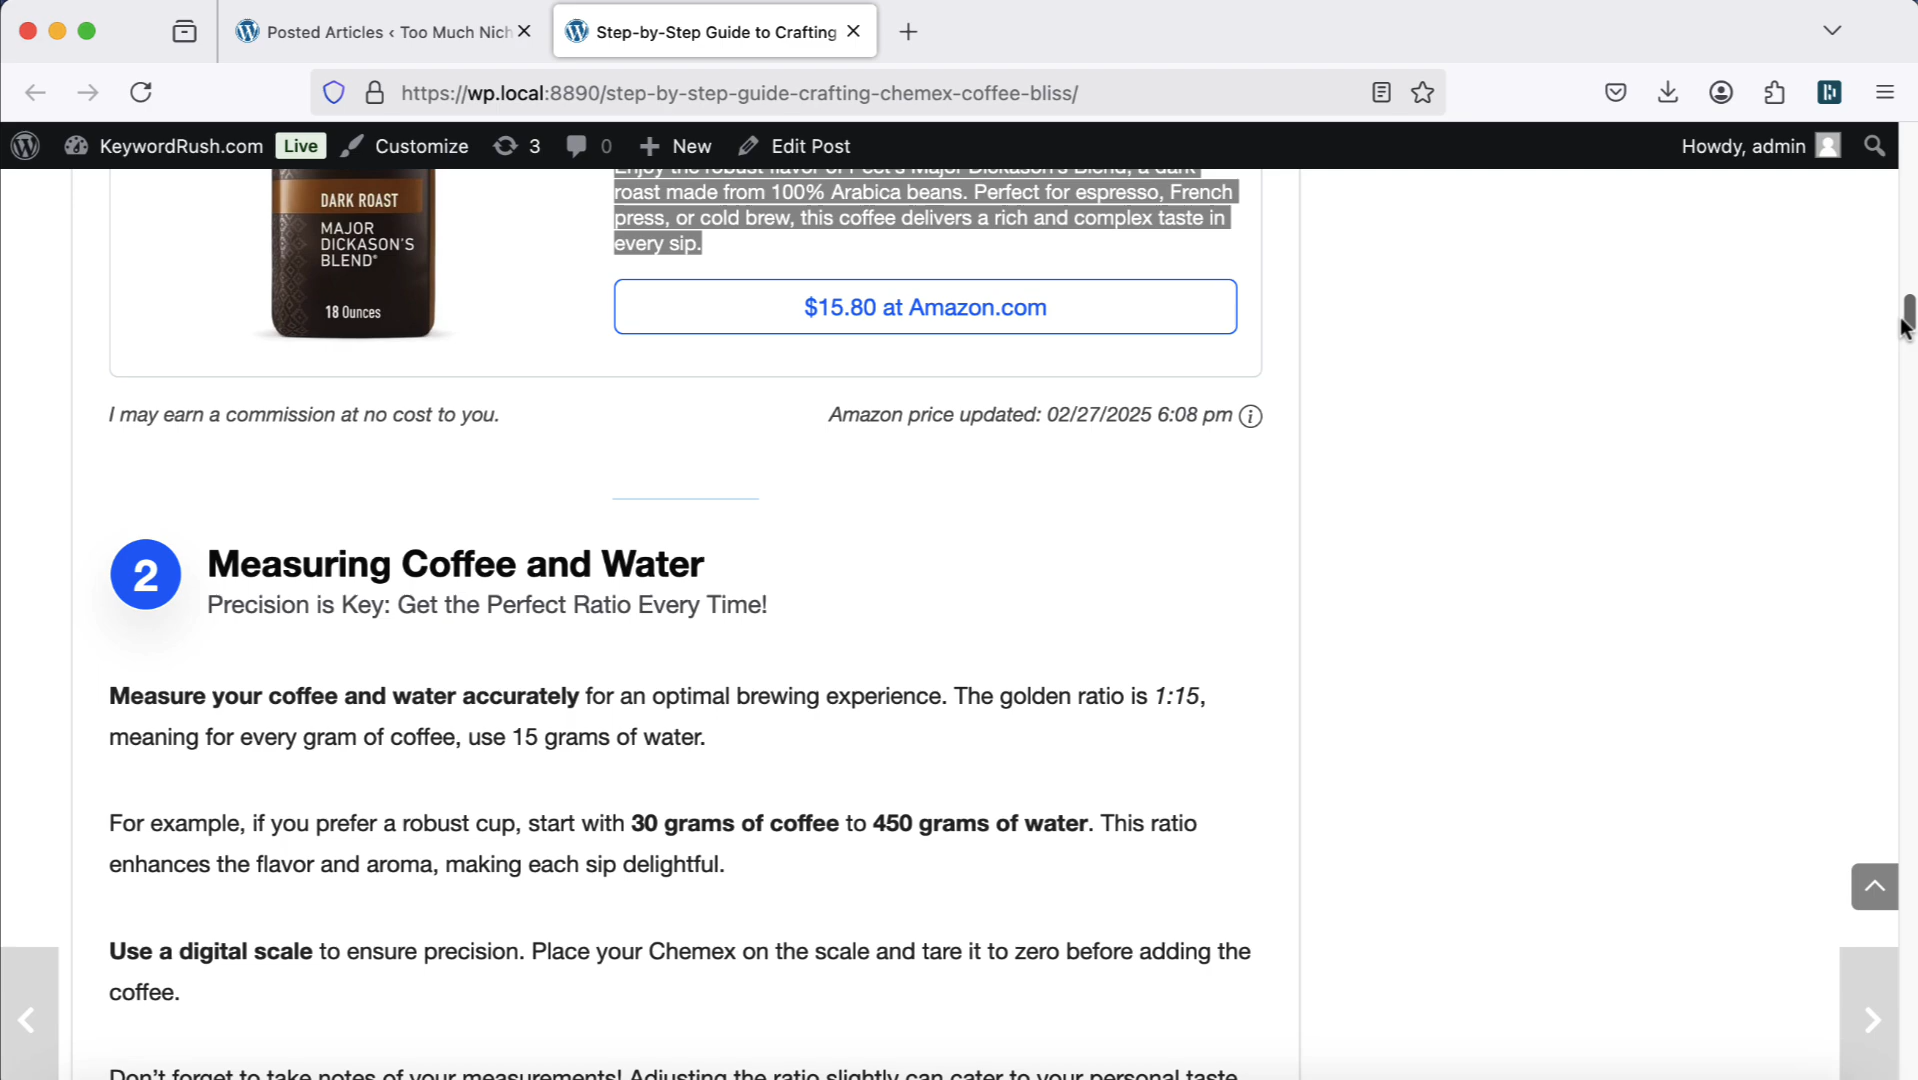 Posted Articles ‹ Too Much Nich
Step-by-Step Guide to Crafting
https://wp.local:8890/step-by-step-guide-crafting-chemex-coffee-bliss/
KeywordRush.com
Live
Customize
3
0
New
Edit Post
Howdy, admin
DARK ROAST
MAJOR
DICKASON'S
BLEND®
18 Ounces
Enjoy the robust flavor of Peet's Major Dickason's Blend, a dark
roast made from 100% Arabica beans. Perfect for espresso, French
press, or cold brew, this coffee delivers a rich and complex taste in
every sip.
$15.80 at Amazon.com
I may earn a commission at no cost to you.
Amazon price updated: 02/27/2025 6:08 pm
2
Measuring Coffee and Water
Precision is Key: Get the Perfect Ratio Every Time!
Measure your coffee and water accurately for an optimal brewing experience. The golden ratio is 1:15,
meaning for every gram of coffee, use 15 grams of water.
For example, if you prefer a robust cup, start with 30 grams of coffee to 450 grams of water. This ratio
enhances the flavor and aroma, making each sip delightful.
Use a digital scale to ensure precision. Place your Chemex on the scale and tare it to zero before adding the
coffee.
Don't forget to take notes of your measurements! Adjusting the ratio slightly can cater to your personal taste